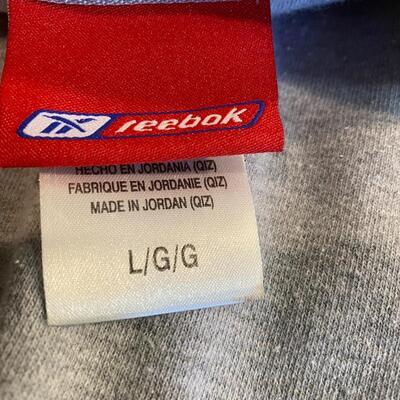 reebok
HECHO EN JORDANIA (QIZ)
FABRIQUE EN JORDANIE (QIZ)
MADE IN JORDAN (QIZ)
L/G/G